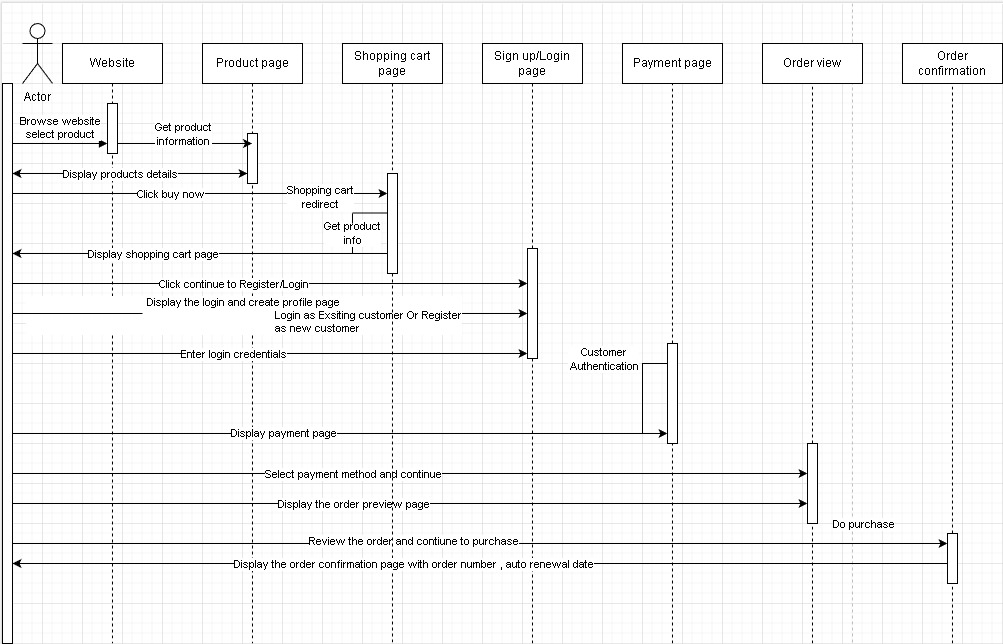 Website
Product page
Shopping cart
page
Sign up/Login
page
Payment page
Order view
Order
confirmation
Actor
Browse website
select product
Get product
information
Display products details
Click buy now
Shopping cart
redirect
Get product
info
Display shopping cart page
Click continue to Register/Login
Display the login and create profile page
Login as Exsiting customer Or Register
as new customer
Enter login credentials
Customer
Authentication
Display payment page
Select payment method and continue
Display the order preview page
Do purchase
Review the order and contiune to purchase
Display the order confirmation page with order number , auto renewal date